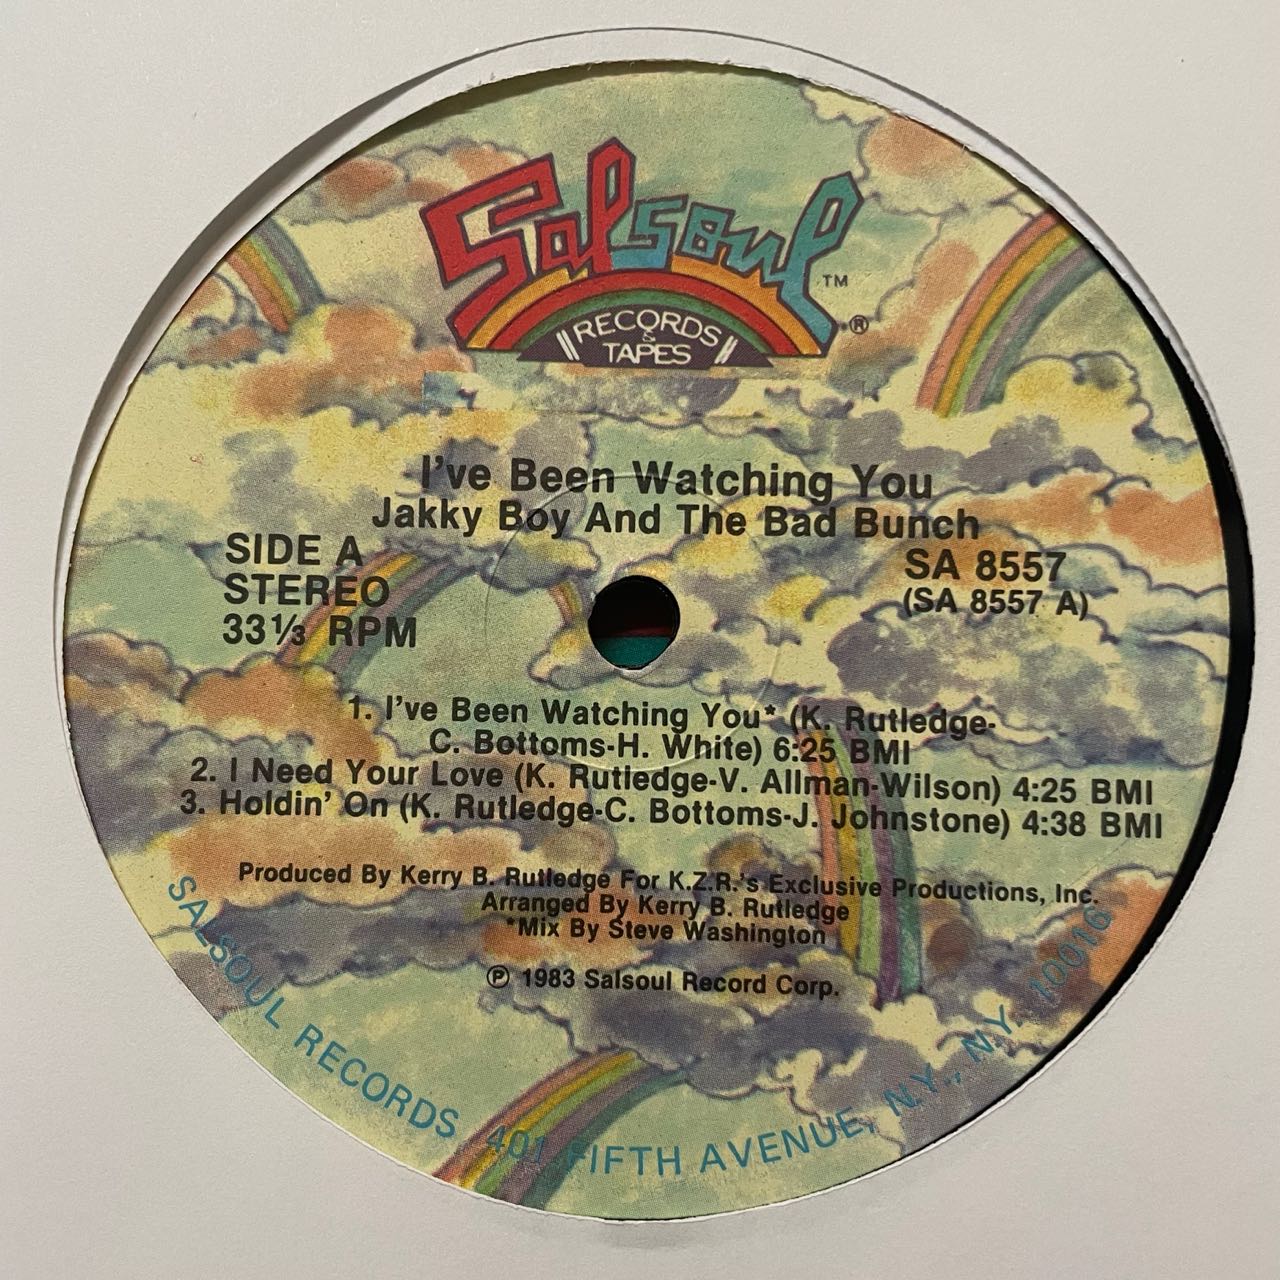 Salsoul TM
RECORDS
&
TAPES ®
I've Been Watching You
Jakky Boy And The Bad Bunch
SIDE A
STEREO
33⅓ RPM
SA 8557
(SA 8557 A)
1. I've Been Watching You* (K. Rutledge-
C. Bottoms-H. White) 6:25 BMI
2. I Need Your Love (K. Rutledge-V. Allman-Wilson) 4:25 BMI
3. Holdin' On (K. Rutledge-C. Bottoms-J. Johnstone) 4:38 BMI
Produced By Kerry B. Rutledge For K.Z.R.'s Exclusive Productions, Inc.
Arranged By Kerry B. Rutledge
*Mix By Steve Washington
℗ 1983 Salsoul Record Corp.
SALSOUL RECORDS 401 FIFTH AVENUE, N.Y., N.Y. 10016